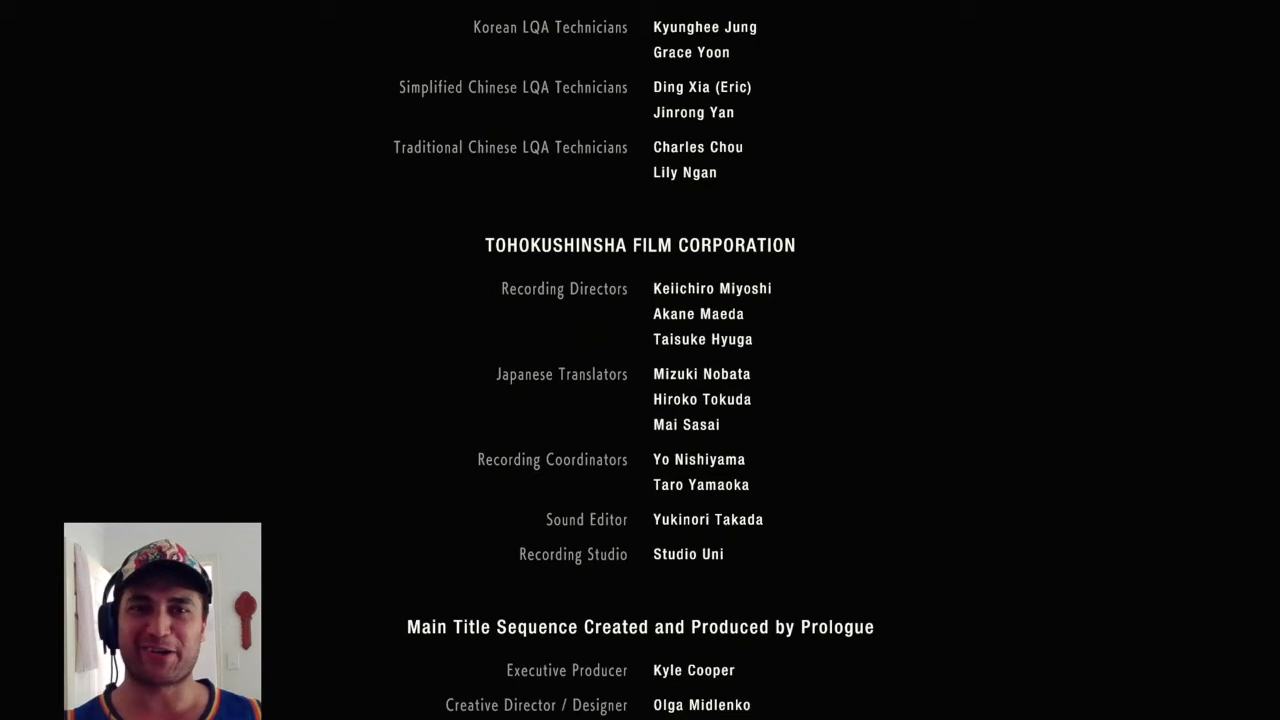 Korean LQA Technicians Kyunghee Jung
Grace Yoon
Simplified Chinese LQA Technicians Ding Xia (Eric)
Jinrong Yan
Traditional Chinese LQA Technicians Charles Chou
Lily Ngan
TOHOKUSHINSHA FILM CORPORATION
Recording Directors Keiichiro Miyoshi
Akane Maeda
Taisuke Hyuga
Japanese Translators Mizuki Nobata
Hiroko Tokuda
Mai Sasai
Recording Coordinators Yo Nishiyama
Taro Yamaoka
Sound Editor Yukinori Takada
Recording Studio Studio Uni
Main Title Sequence Created and Produced by Prologue
Executive Producer Kyle Cooper
Creative Director / Designer Olga Midlenko